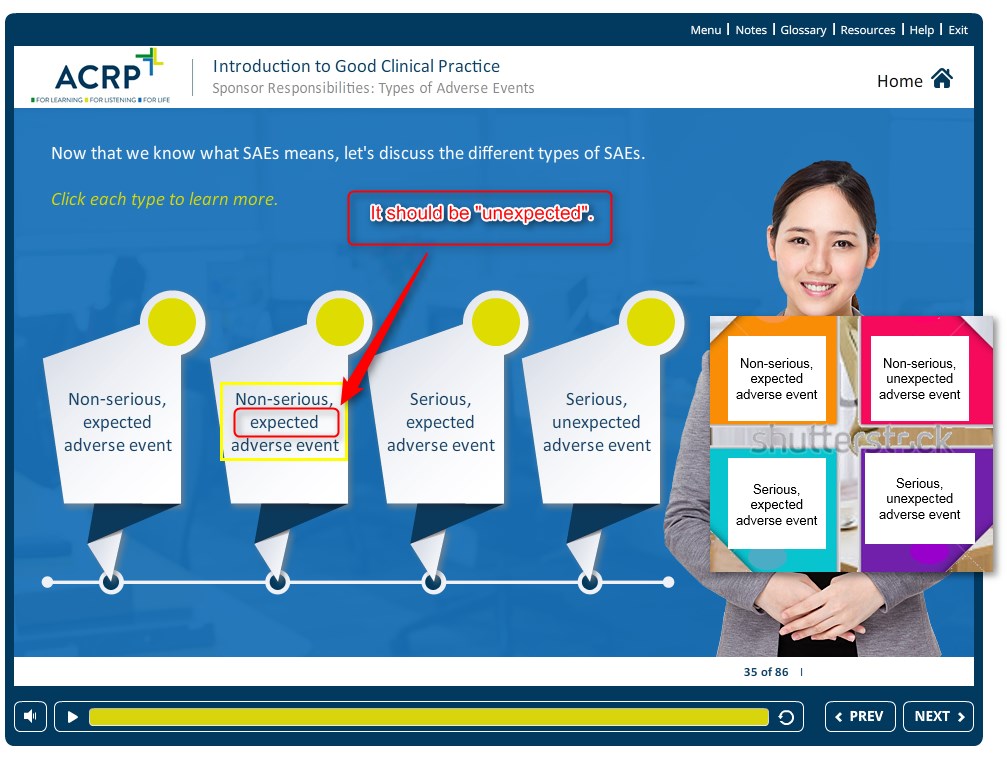 Menu | Notes | Glossary | Resources | Help | Exit
ACRP
FOR LEARNING FOR LISTENING FOR LIFE
Introduction to Good Clinical Practice
Sponsor Responsibilities: Types of Adverse Events
Home
Now that we know what SAEs means, let's discuss the different types of SAEs.
Click each type to learn more.
It should be "unexpected".
Non-serious,
expected
adverse event
Non-serious,
expected
adverse event
Serious,
expected
adverse event
Serious,
unexpected
adverse event
Non-serious,
expected
adverse event
Non-serious,
unexpected
adverse event
shutterstock
Serious,
expected
adverse event
Serious,
unexpected
adverse event
35 of 86 |
PREV
NEXT